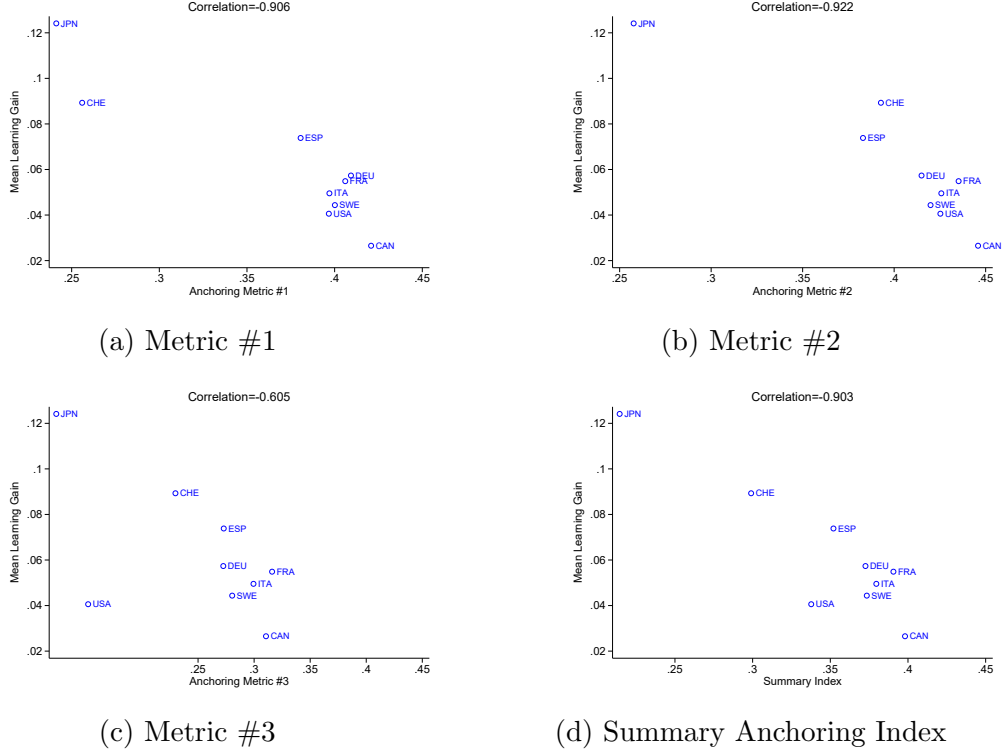 Correlation=-0.906
Mean Learning Gain
.12
.1
.08
.06
.04
.02
JPN
CHE
ESP
DEU
FRA
ITA
SWE
USA
CAN
.25
.3
.35
.4
.45
Anchoring Metric #1
(a) Metric #1
Correlation=-0.922
Mean Learning Gain
.12
.1
.08
.06
.04
.02
JPN
CHE
ESP
DEU
FRA
ITA
SWE
USA
CAN
.25
.3
.35
.4
.45
Anchoring Metric #2
(b) Metric #2
Correlation=-0.605
Mean Learning Gain
.12
.1
.08
.06
.04
.02
JPN
CHE
ESP
DEU
FRA
ITA
USA
SWE
CAN
.25
.3
.35
.4
.45
Anchoring Metric #3
(c) Metric #3
Correlation=-0.903
Mean Learning Gain
.12
.1
.08
.06
.04
.02
JPN
CHE
ESP
DEU
FRA
ITA
SWE
USA
CAN
.25
.3
.35
.4
.45
Summary Index
(d) Summary Anchoring Index